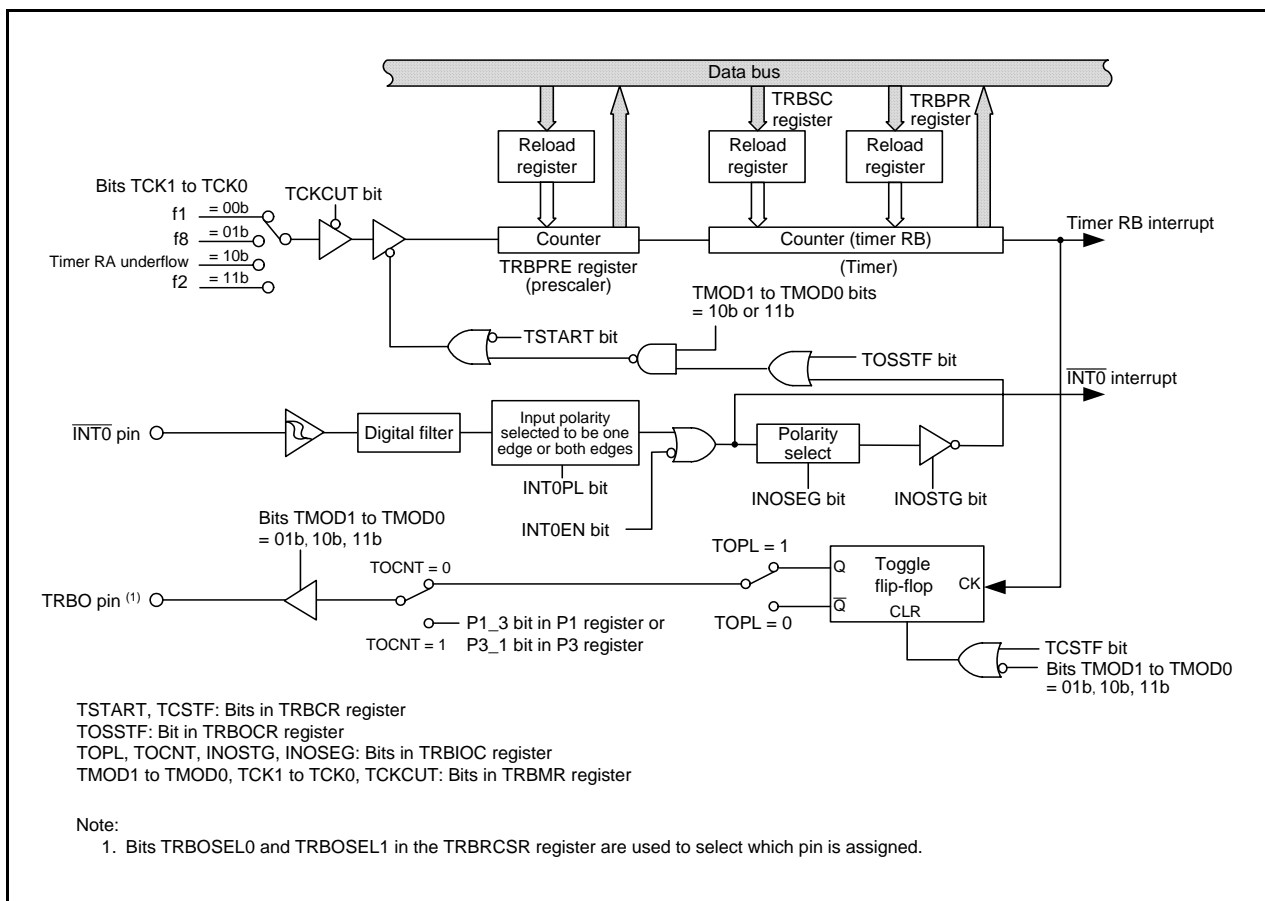 Data bus
TRBSC
register
TRBPR
register
Reload
register
Reload
register
Reload
register
Bits TCK1 to TCK0
TCKCUT bit
f1
= 00b
f8
= 01b
Timer RA underflow
= 10b
f2
= 11b
Counter
TRBPRE register
(prescaler)
Counter (timer RB)
(Timer)
Timer RB interrupt
TMOD1 to TMOD0 bits
= 10b or 11b
TSTART bit
TOSSTF bit
INT0 interrupt
INT0 pin
Digital filter
Input polarity
selected to be one
edge or both edges
Polarity
select
INT0PL bit
INOSEG bit
INOSTG bit
INT0EN bit
Bits TMOD1 to TMOD0
= 01b, 10b, 11b
TOCNT = 0
TOPL = 1
Q
Toggle
flip-flop
CK
TRBO pin (1)
Q
CLR
TOPL = 0
P1_3 bit in P1 register or
TOCNT = 1
P3_1 bit in P3 register
TCSTF bit
Bits TMOD1 to TMOD0
= 01b, 10b, 11b
TSTART, TCSTF: Bits in TRBCR register
TOSSTF: Bit in TRBOCR register
TOPL, TOCNT, INOSTG, INOSEG: Bits in TRBIOC register
TMOD1 to TMOD0, TCK1 to TCK0, TCKCUT: Bits in TRBMR register
Note:
1. Bits TRBOSEL0 and TRBOSEL1 in the TRBRCSR register are used to select which pin is assigned.